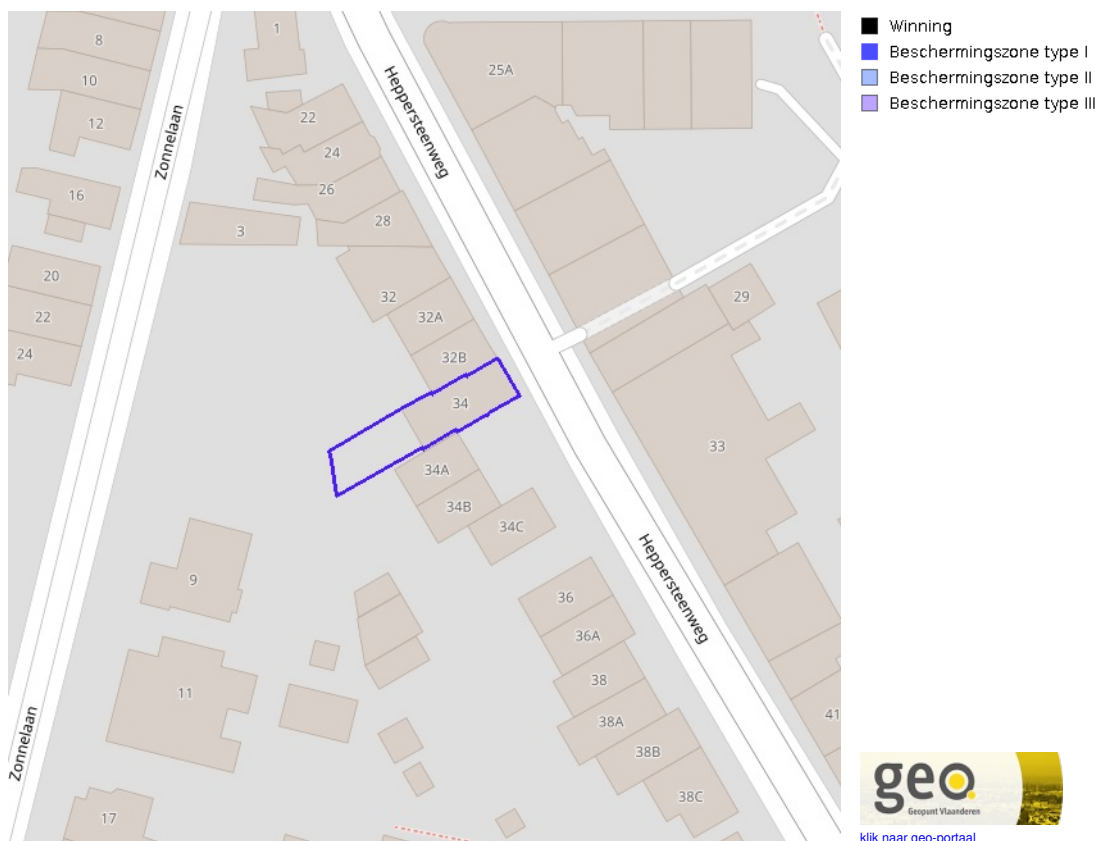 8
10
12
16
20
22
24
Zonnelaan
1
22
24
26
3
28
32
32A
32B
34
34A
34B
34C
Heppersteenweg
25A
29
33
9
11
17
Zonnelaan
36
36A
38
38A
38B
38C
Heppersteenweg
41
Winning
Beschermingszone type I
Beschermingszone type II
Beschermingszone type III
geo.
Geopunt Vlaanderen
klik naar geo-portaal